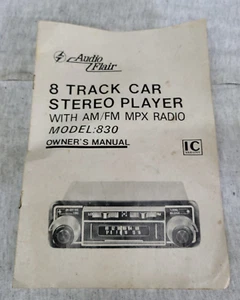 Audio
Flair
8 TRACK CAR
STEREO PLAYER
WITH AM/FM MPX RADIO
MODEL:830
OWNER'S MANUAL
IC